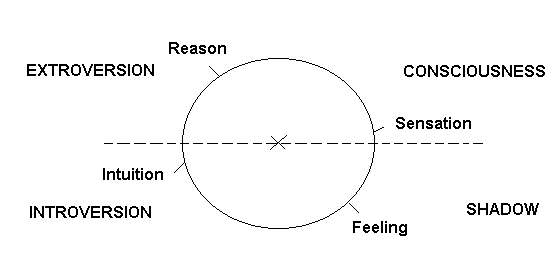 Reason
EXTROVERSION
CONSCIOUSNESS
Sensation
Intuition
INTROVERSION
SHADOW
Feeling